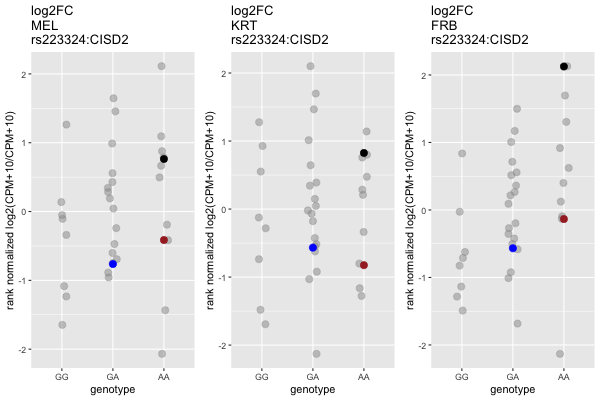 log2FC
MEL
rs223324:CISD2
rank normalized log2(CPM+10/CPM+10)
2
1
0
-1
-2
GG
GA
AA
genotype
log2FC
KRT
rs223324:CISD2
rank normalized log2(CPM+10/CPM+10)
2
1
0
-1
-2
GG
GA
AA
genotype
log2FC
FRB
rs223324:CISD2
rank normalized log2(CPM+10/CPM+10)
2
1
0
-1
-2
GG
GA
AA
genotype